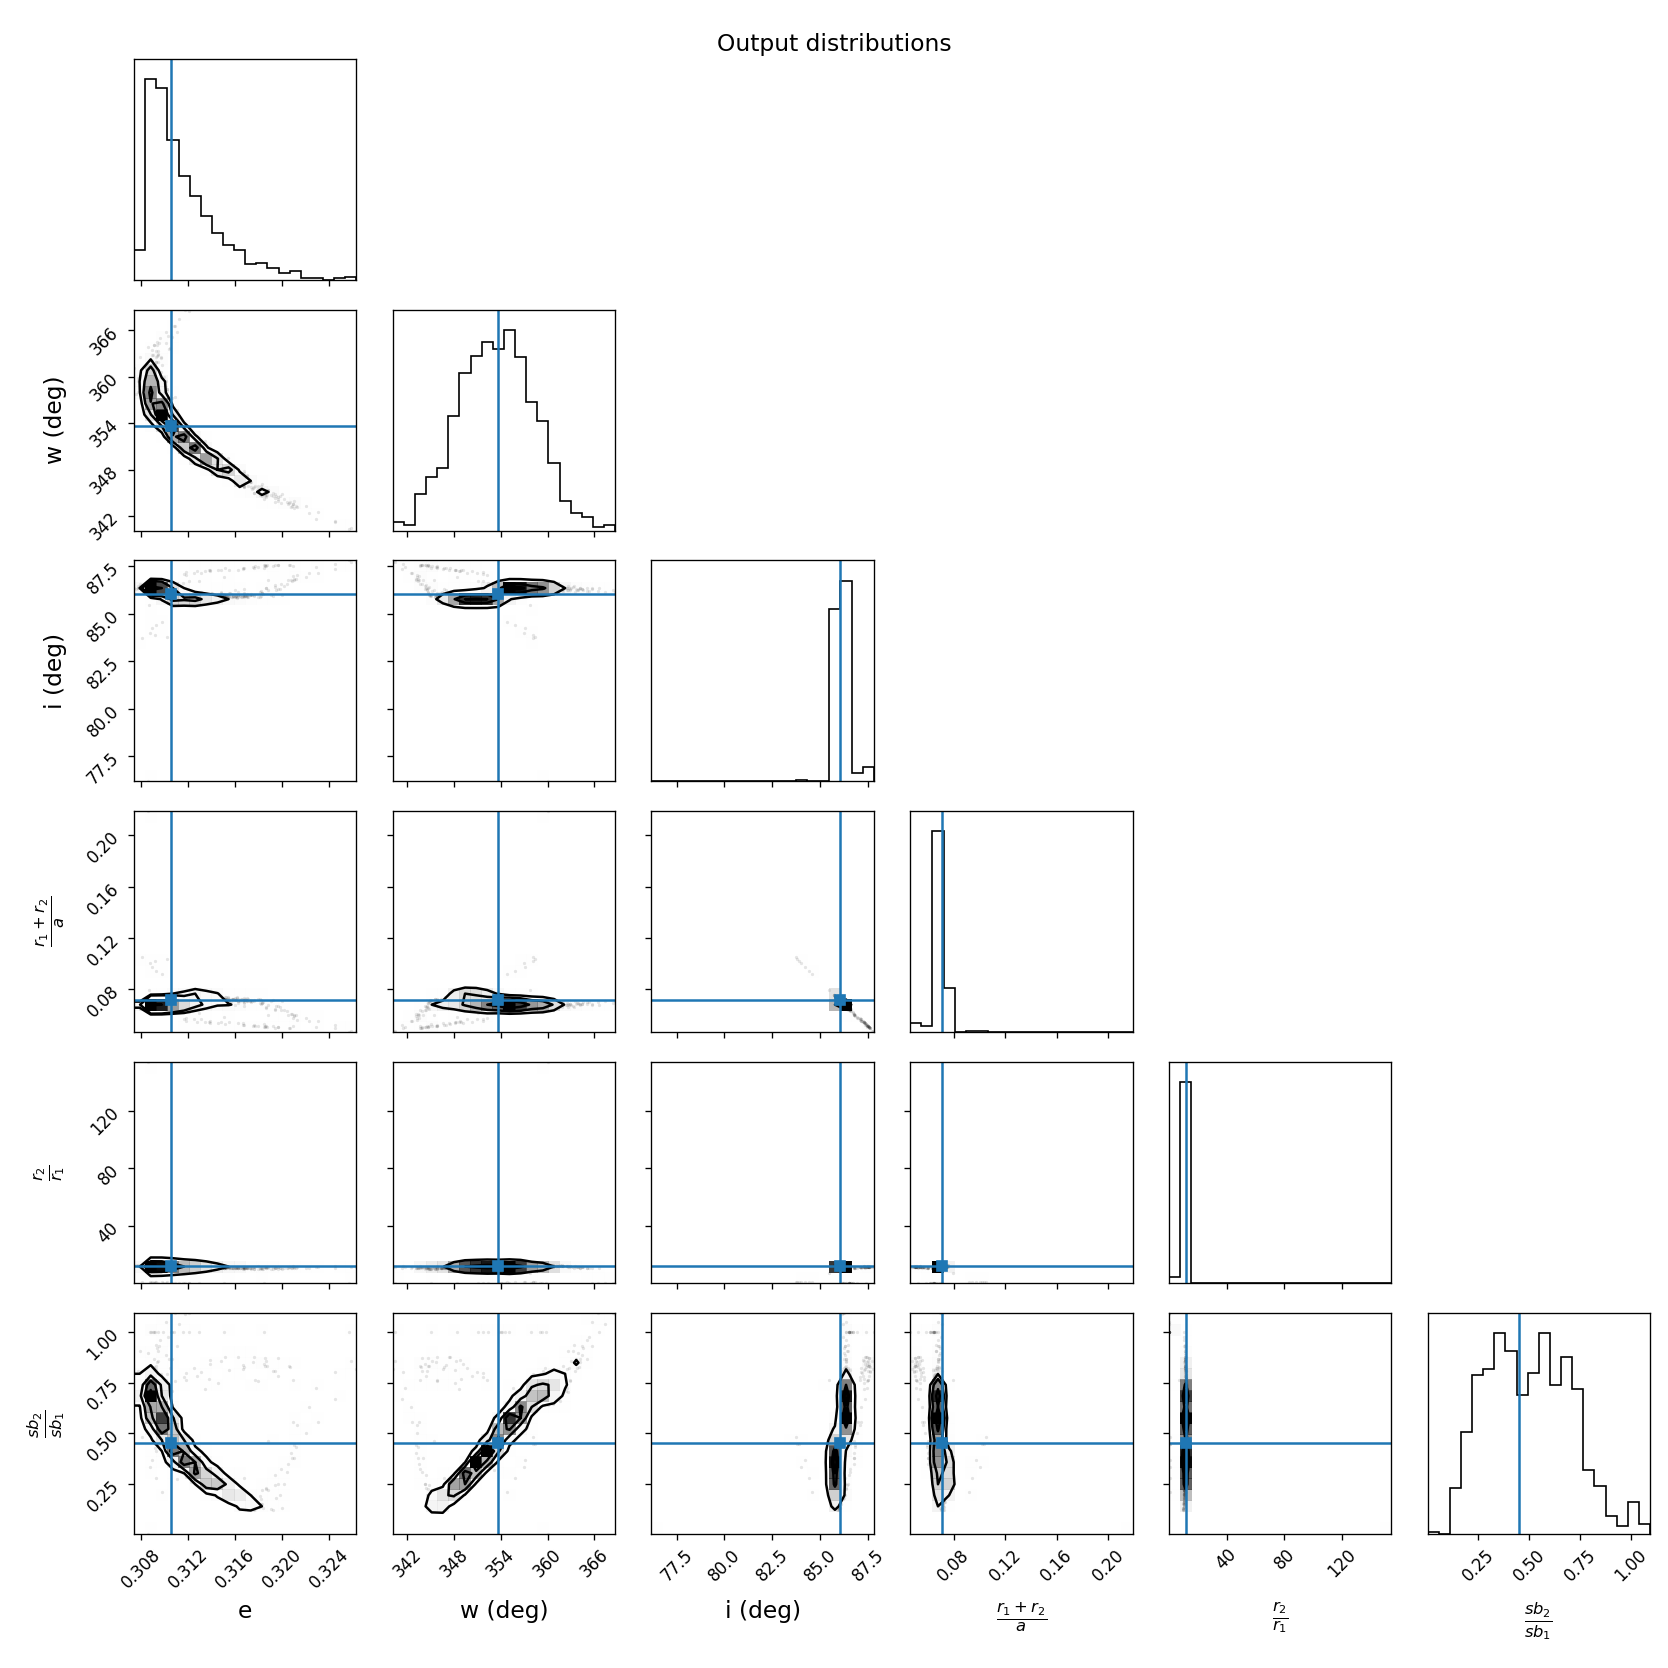 Output distributions
w (deg)
366
360
354
348
342
i (deg)
87.5
85.0
82.5
80.0
77.5
r₁ + r₂
a
0.20
0.16
0.12
0.08
r₂
r₁
120
80
40
sb₂
sb₁
1.00
0.75
0.50
0.25
0.308 0.312 0.316 0.320 0.324
342 348 354 360 366
77.5 80.0 82.5 85.0 87.5
0.08 0.12 0.16 0.20
40 80 120
0.25 0.50 0.75 1.00
e
w (deg)
i (deg)
r₁ + r₂
a
r₂
r₁
sb₂
sb₁